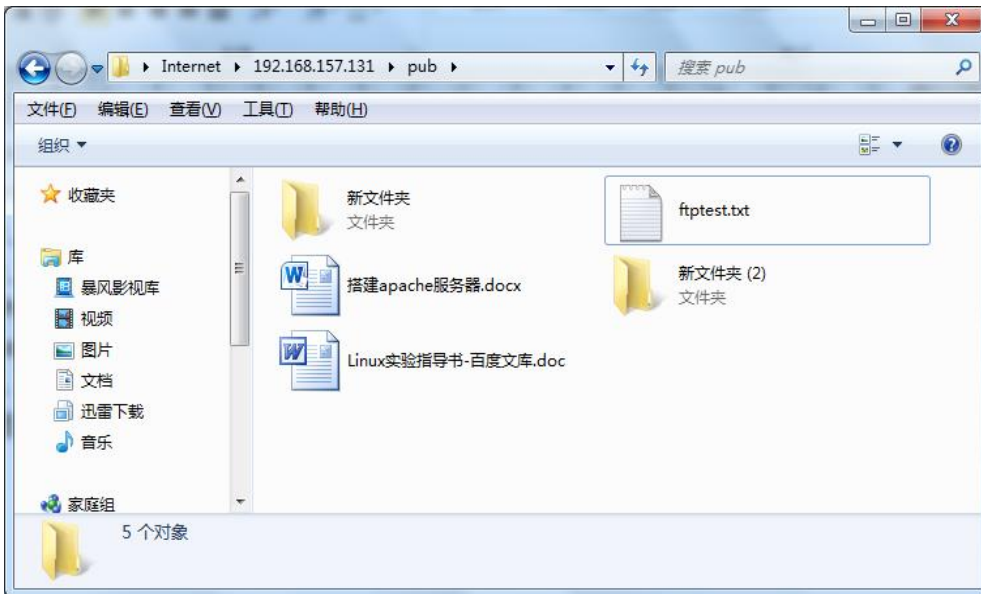 Internet 192.168.157.131 pub
搜索 pub
文件(F) 编辑(E) 查看(V) 工具(T) 帮助(H)
组织
收藏夹
库
暴风影视库
视频
图片
文档
迅雷下载
音乐
家庭组
新文件夹
文件夹
ftptest.txt
搭建apache服务器.docx
新文件夹 (2)
文件夹
Linux实验指导书-百度文库.doc
5 个对象